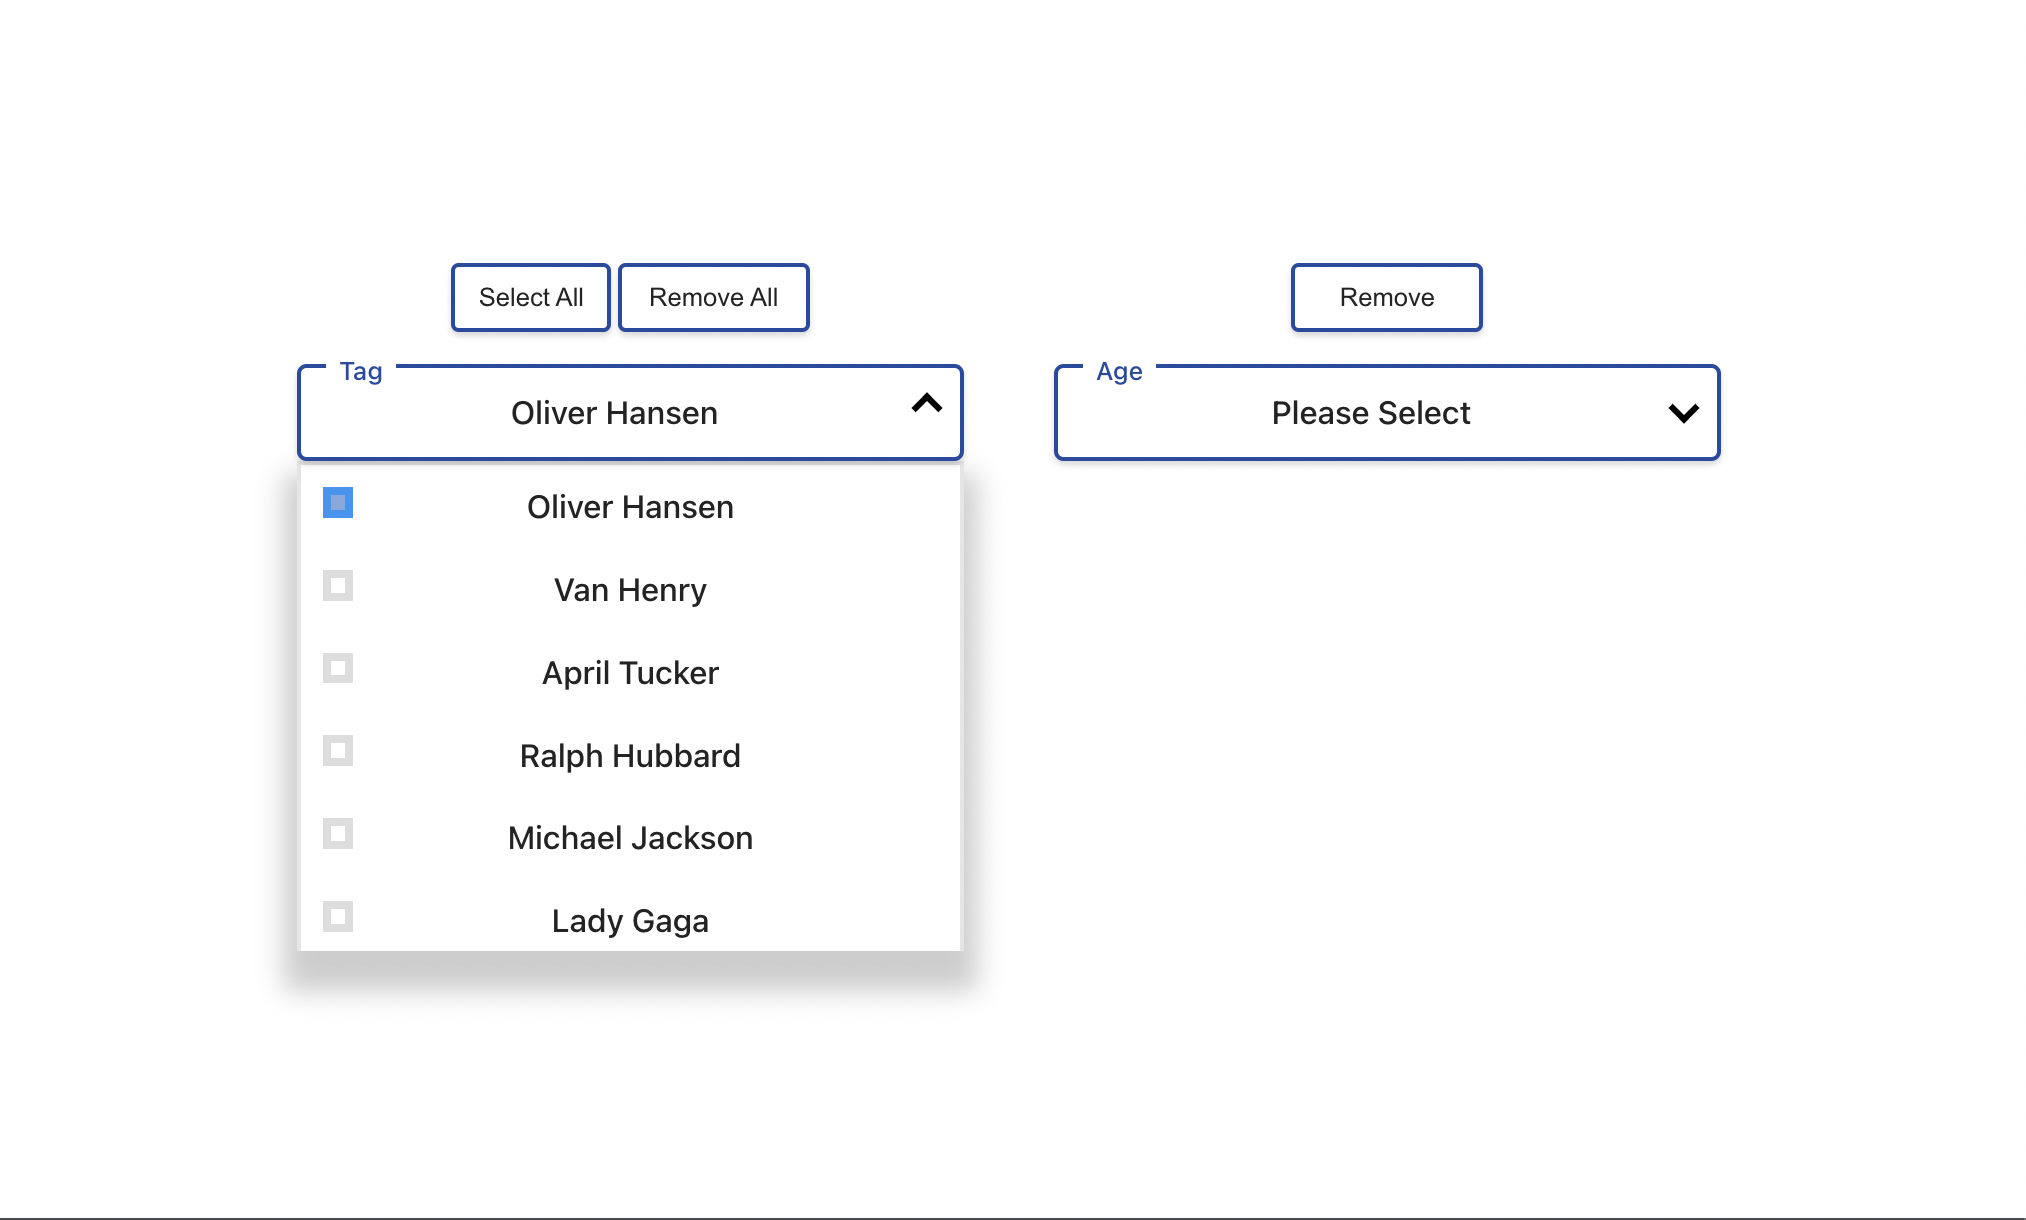 Select All
Remove All
Remove
Tag
Oliver Hansen
Age
Please Select
Oliver Hansen
Van Henry
April Tucker
Ralph Hubbard
Michael Jackson
Lady Gaga